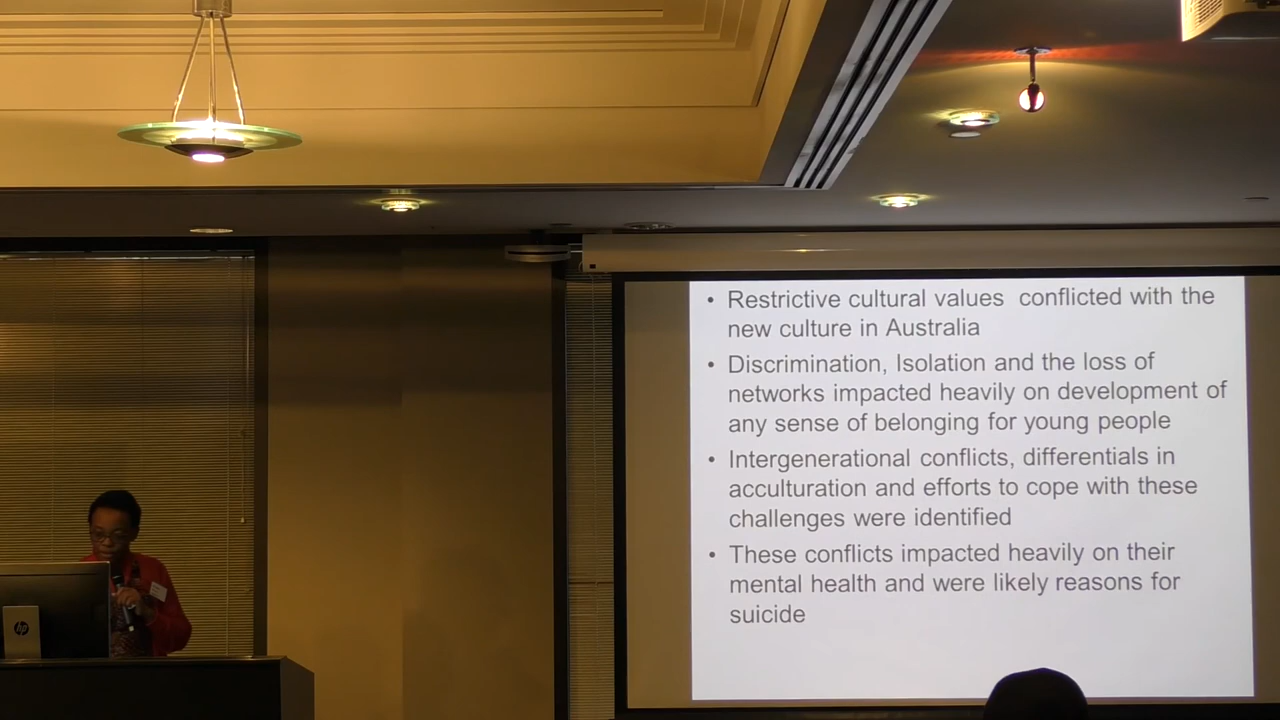 • Restrictive cultural values  conflicted with the
new culture in Australia
• Discrimination, Isolation and the loss of
networks impacted heavily on development of
any sense of belonging for young people
• Intergenerational conflicts, differentials in
acculturation and efforts to cope with these
challenges were identified
• These conflicts impacted heavily on their
mental health and were likely reasons for
suicide
hp